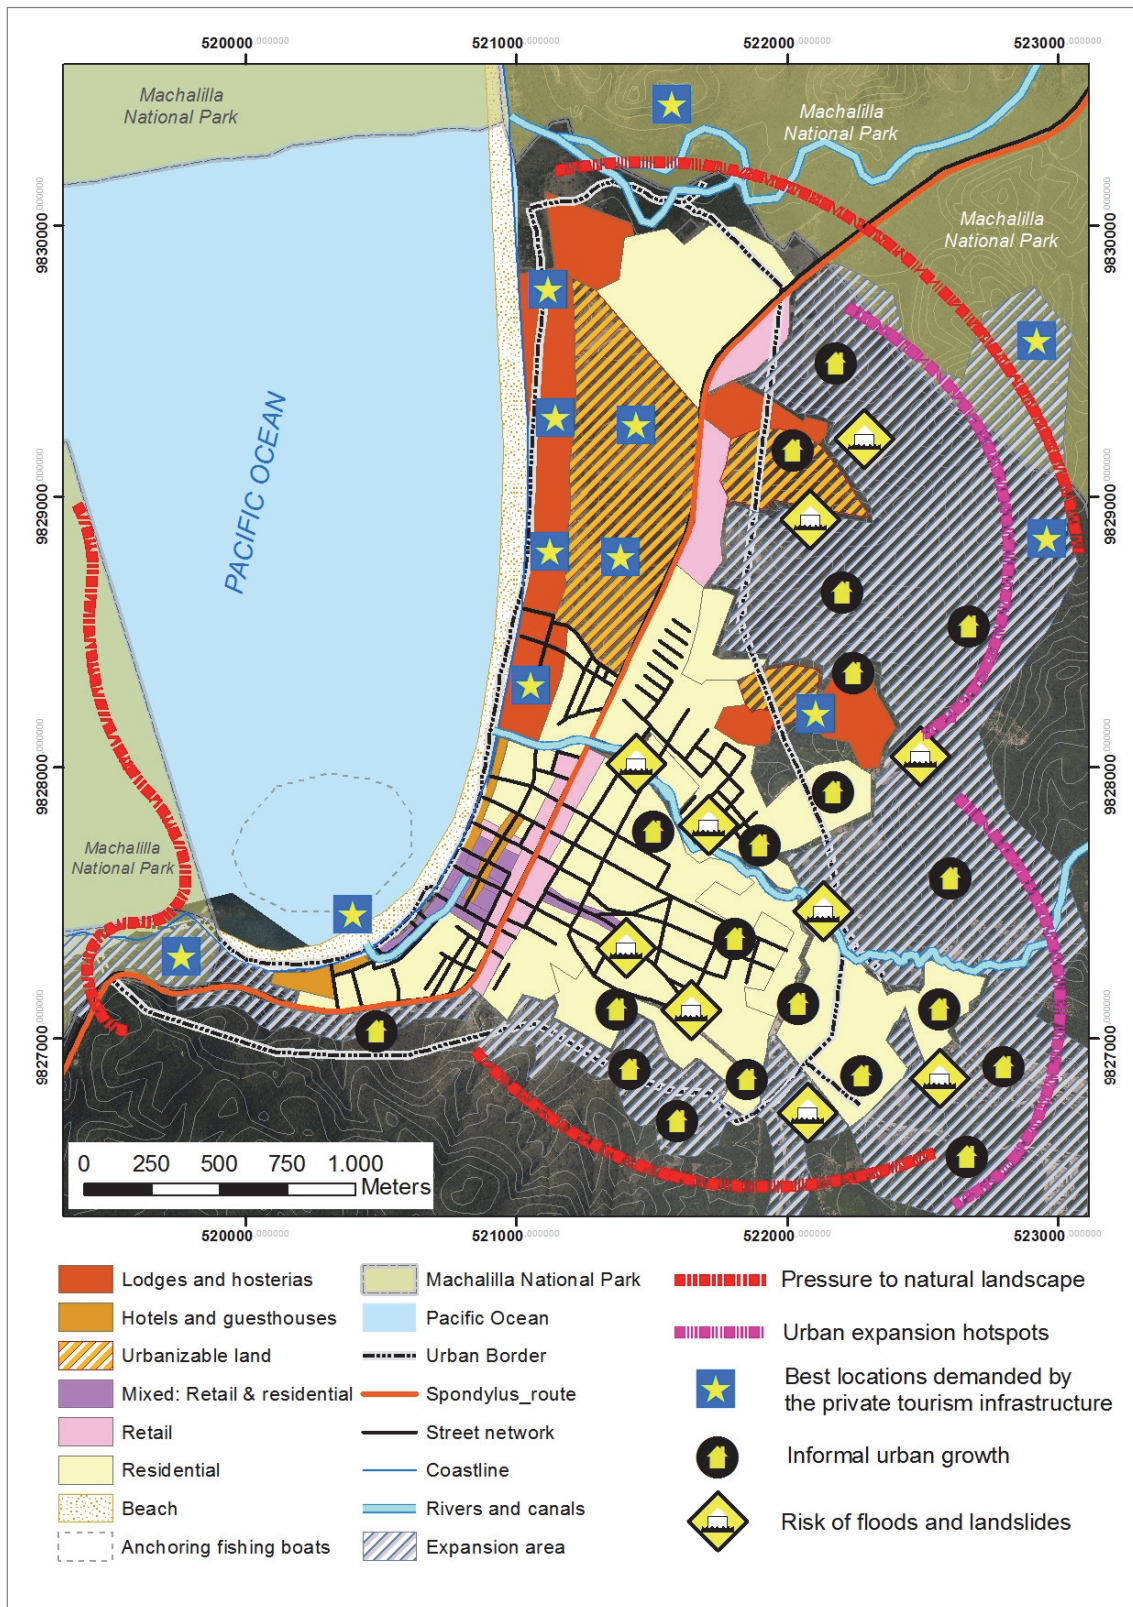 520000.000000 521000.000000 522000.000000 523000.000000
Machalilla
National Park
Machalilla
National Park
Machalilla
National Park
9830000.000000
9830000.000000
PACIFIC OCEAN
9829000.000000
9829000.000000
9828000.000000
9828000.000000
Machalilla
National Park
9827000.000000
9827000.000000
0 250 500 750 1.000
Meters
520000.000000 521000.000000 522000.000000 523000.000000
Lodges and hosterias
Hotels and guesthouses
Urbanizable land
Mixed: Retail & residential
Retail
Residential
Beach
Anchoring fishing boats
Machalilla National Park
Pacific Ocean
Urban Border
Spondylus_route
Street network
Coastline
Rivers and canals
Expansion area
Pressure to natural landscape
Urban expansion hotspots
Best locations demanded by
the private tourism infrastructure
Informal urban growth
Risk of floods and landslides